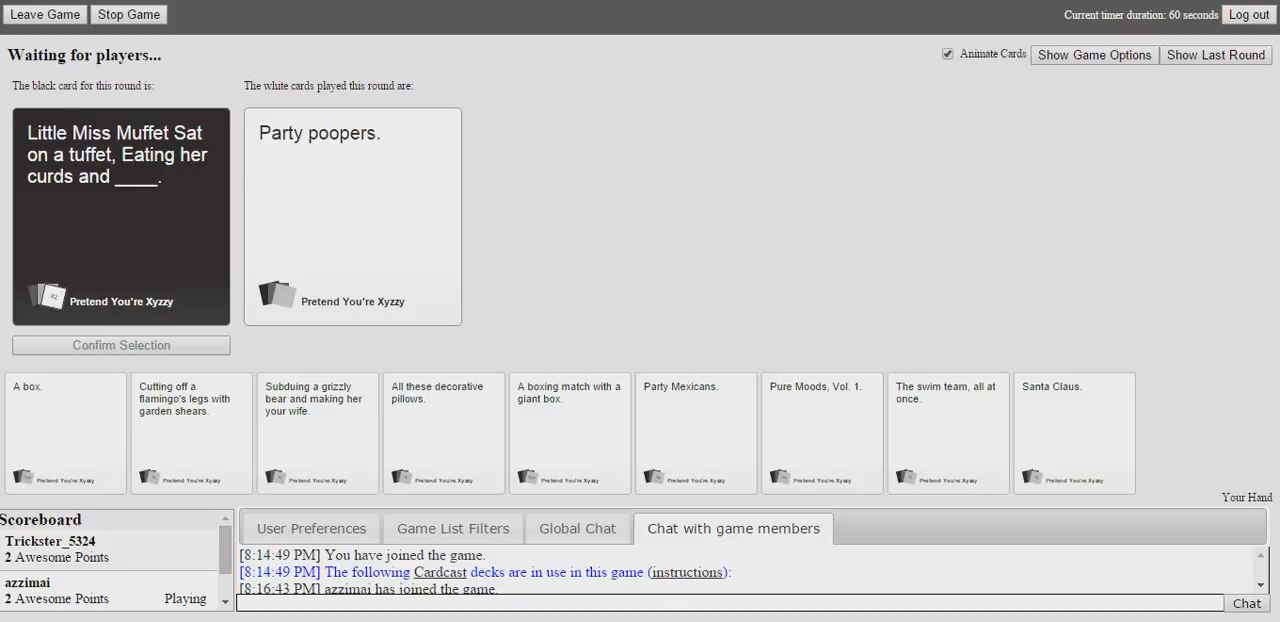 Leave Game
Stop Game
Current timer duration: 60 seconds
Log out
Waiting for players...
Animate Cards
Show Game Options
Show Last Round
The black card for this round is:
The white cards played this round are:
Little Miss Muffet Sat
on a tuffet, Eating her
curds and ____.
Pretend You're Xyzzy
Party poopers.
Pretend You're Xyzzy
Confirm Selection
A box.
Pretend You're Xyzzy
Cutting off a
flamingo's legs with
garden shears.
Pretend You're Xyzzy
Subduing a grizzly
bear and making her
your wife.
Pretend You're Xyzzy
All these decorative
pillows.
Pretend You're Xyzzy
A boxing match with a
giant box.
Pretend You're Xyzzy
Party Mexicans.
Pretend You're Xyzzy
Pure Moods, Vol. 1.
Pretend You're Xyzzy
The swim team, all at
once.
Pretend You're Xyzzy
Santa Claus.
Pretend You're Xyzzy
Your Hand
Scoreboard
Trickster_5324
2 Awesome Points
azzimai
2 Awesome Points Playing
User Preferences
Game List Filters
Global Chat
Chat with game members
[8:14:49 PM] You have joined the game.
[8:14:49 PM] The following Cardcast decks are in use in this game (instructions):
[8:16:43 PM] azzimai has joined the game.
Chat